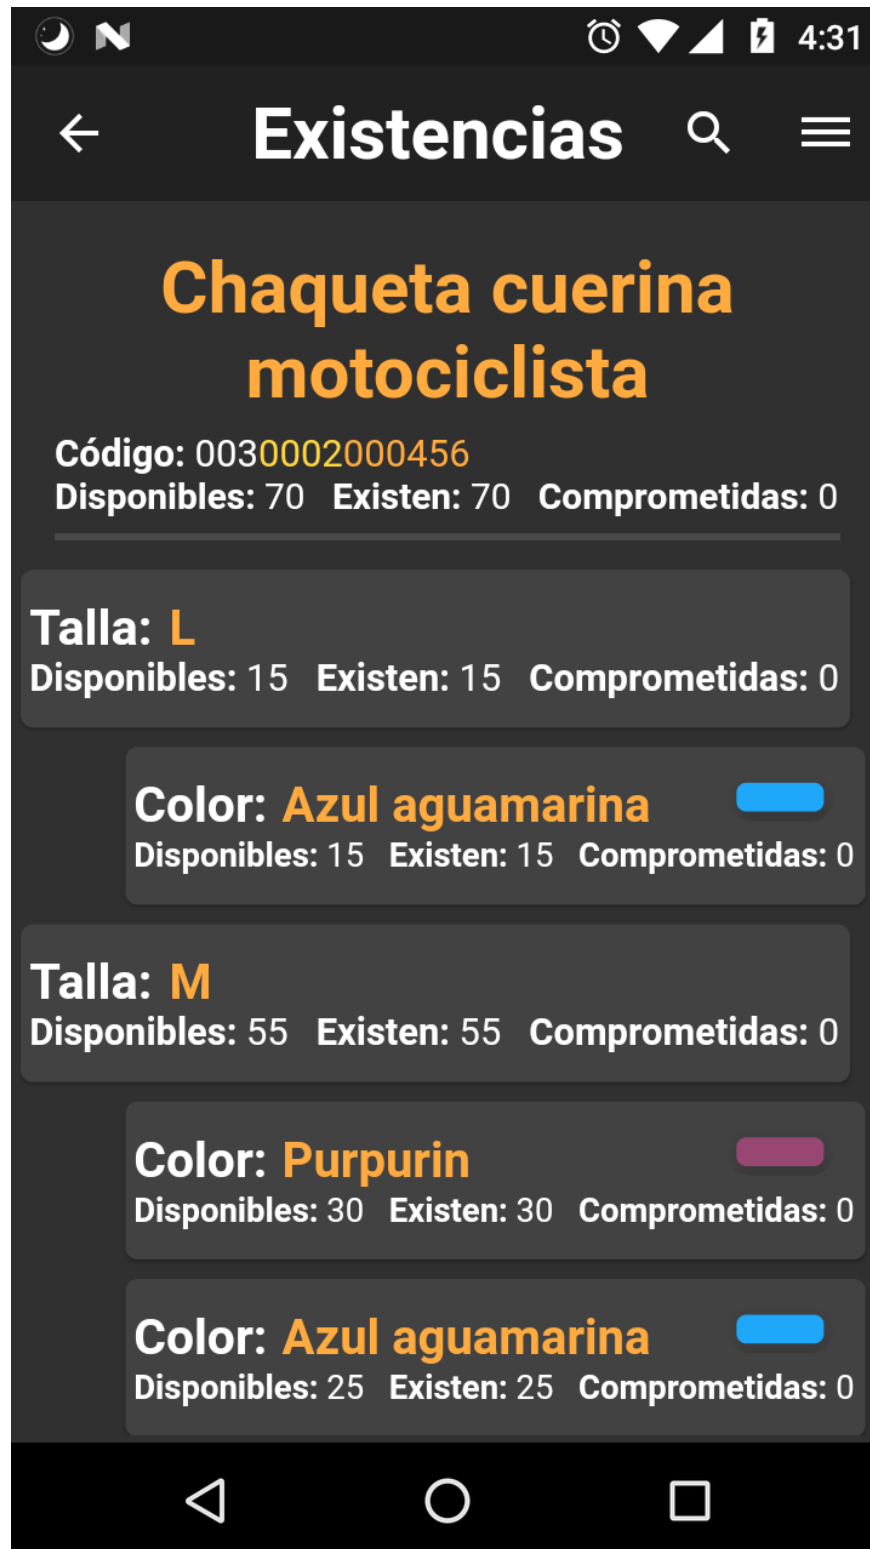 4:31
Existencias
Chaqueta cuerina
motociclista
Código: 0030002000456
Disponibles: 70 Existen: 70 Comprometidas: 0
Talla: L
Disponibles: 15 Existen: 15 Comprometidas: 0
Color: Azul aguamarina
Disponibles: 15 Existen: 15 Comprometidas: 0
Talla: M
Disponibles: 55 Existen: 55 Comprometidas: 0
Color: Purpurin
Disponibles: 30 Existen: 30 Comprometidas: 0
Color: Azul aguamarina
Disponibles: 25 Existen: 25 Comprometidas: 0